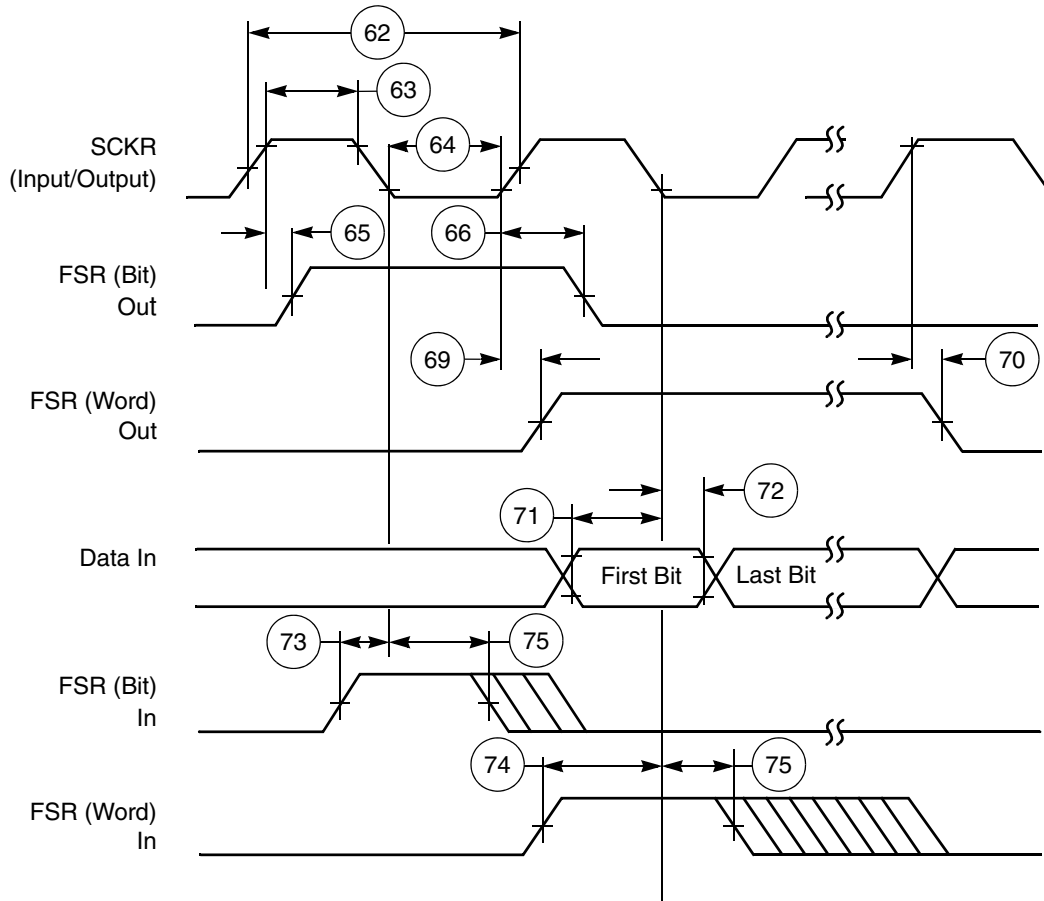 62
63
SCKR
(Input/Output)
64
65
66
FSR (Bit)
Out
69
70
FSR (Word)
Out
71
72
Data In
First Bit
Last Bit
73
75
FSR (Bit)
In
74
75
FSR (Word)
In